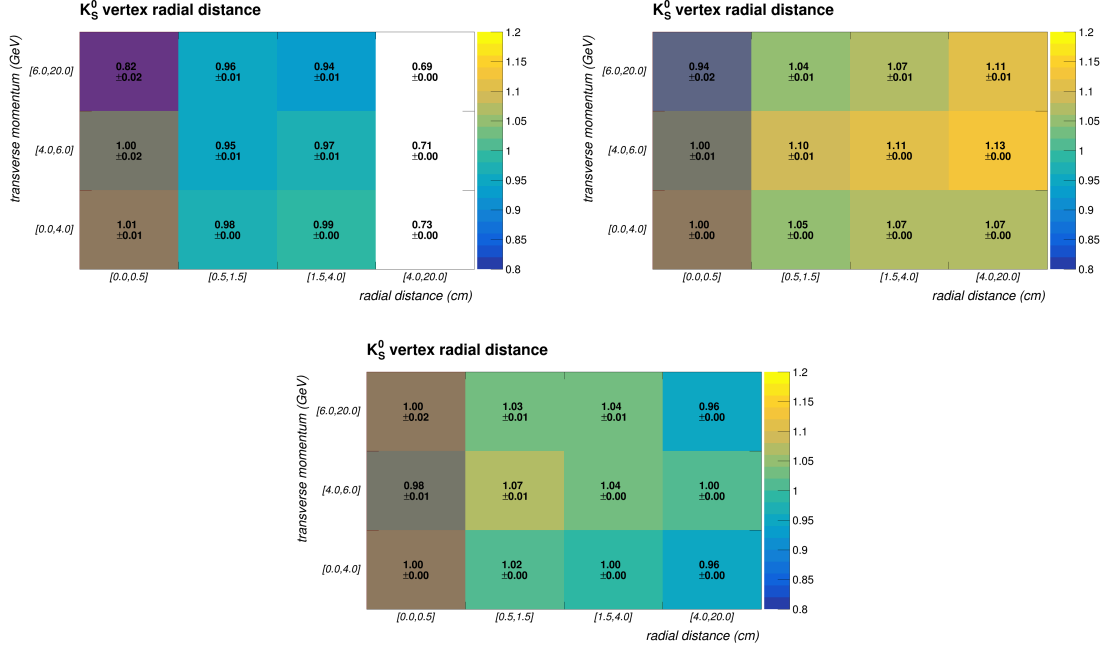 K_S^0 vertex radial distance
transverse momentum (GeV)
[6.0,20.0]
0.82 0.96 0.94 0.69
±0.02 ±0.01 ±0.01 ±0.00
[4.0,6.0]
1.00 0.95 0.97 0.71
±0.02 ±0.01 ±0.01 ±0.00
[0.0,4.0]
1.01 0.98 0.99 0.73
±0.01 ±0.00 ±0.00 ±0.00
[0.0,0.5] [0.5,1.5] [1.5,4.0] [4.0,20.0]
radial distance (cm)
1.2
1.15
1.1
1.05
1
0.95
0.9
0.85
0.8
K_S^0 vertex radial distance
transverse momentum (GeV)
[6.0,20.0]
0.94 1.04 1.07 1.11
±0.02 ±0.01 ±0.01 ±0.01
[4.0,6.0]
1.00 1.10 1.11 1.13
±0.01 ±0.01 ±0.00 ±0.00
[0.0,4.0]
1.00 1.05 1.07 1.07
±0.00 ±0.00 ±0.00 ±0.00
[0.0,0.5] [0.5,1.5] [1.5,4.0] [4.0,20.0]
radial distance (cm)
1.2
1.15
1.1
1.05
1
0.95
0.9
0.85
0.8
K_S^0 vertex radial distance
transverse momentum (GeV)
[6.0,20.0]
1.00 1.03 1.04 0.96
±0.02 ±0.01 ±0.01 ±0.00
[4.0,6.0]
0.98 1.07 1.04 1.00
±0.01 ±0.01 ±0.00 ±0.00
[0.0,4.0]
1.00 1.02 1.00 0.96
±0.00 ±0.00 ±0.00 ±0.00
[0.0,0.5] [0.5,1.5] [1.5,4.0] [4.0,20.0]
radial distance (cm)
1.2
1.15
1.1
1.05
1
0.95
0.9
0.85
0.8